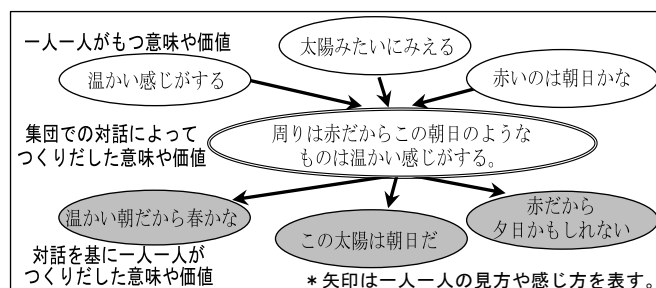 一人一人がもつ意味や価値
太陽みたいにみえる
温かい感じがする
赤いのは朝日かな
集団での対話によって
つくりだした意味や価値
周りは赤だからこの朝日のような
ものは温かい感じがする。
温かい朝だから春かな
この太陽は朝日だ
赤だから
夕日かもしれない
対話を基に一人一人が
つくりだした意味や価値
＊矢印は一人一人の見方や感じ方を表す。